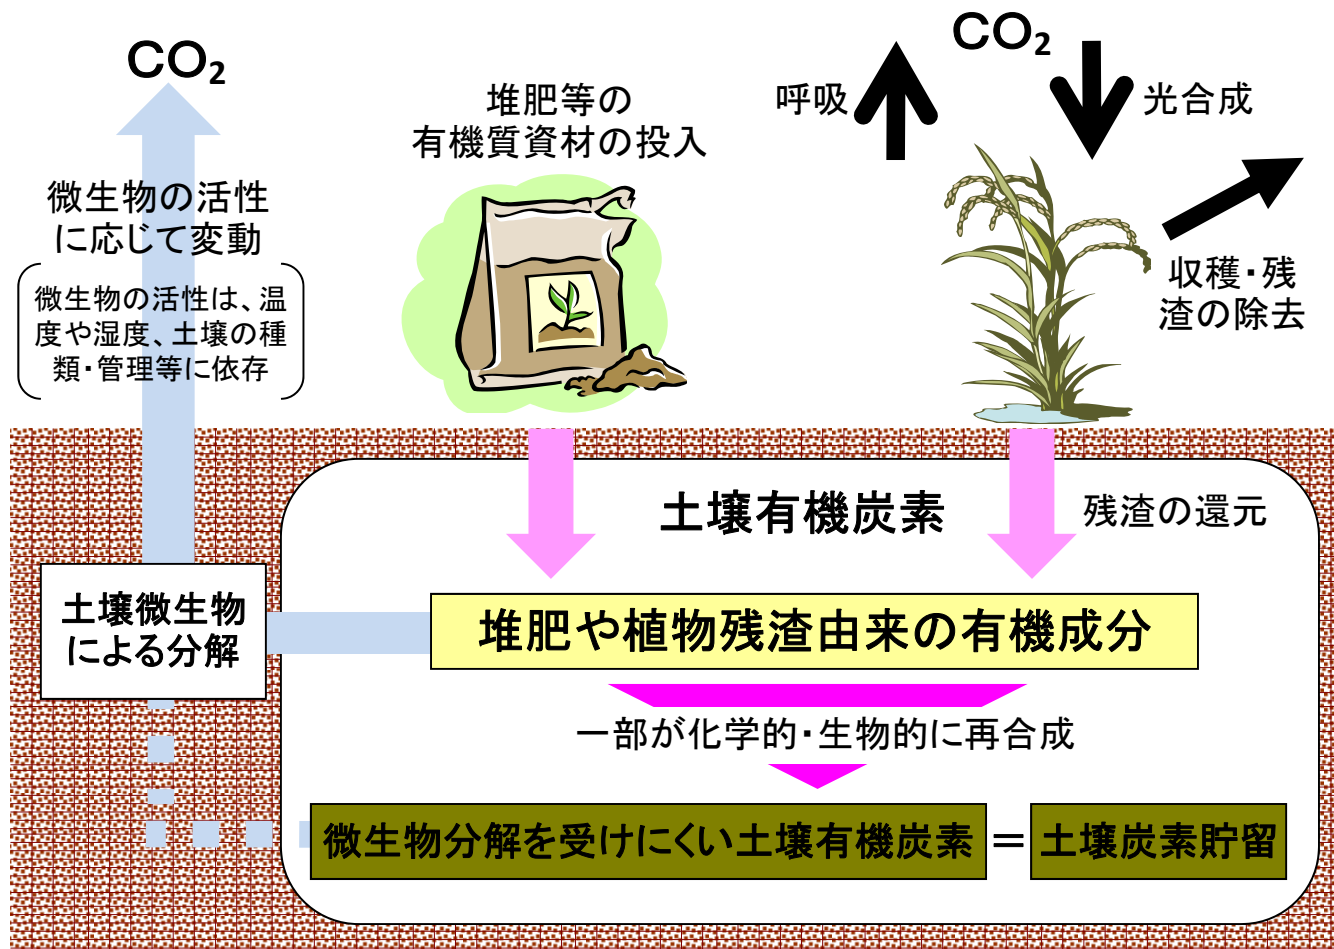 CO₂
微生物の活性
に応じて変動
微生物の活性は、温
度や湿度、土壌の種
類・管理等に依存
堆肥等の
有機質資材の投入
CO₂
呼吸
光合成
収穫・残
渣の除去
土壌有機炭素
残渣の還元
土壌微生物
による分解
堆肥や植物残渣由来の有機成分
一部が化学的・生物的に再合成
微生物分解を受けにくい土壌有機炭素
＝
土壌炭素貯留